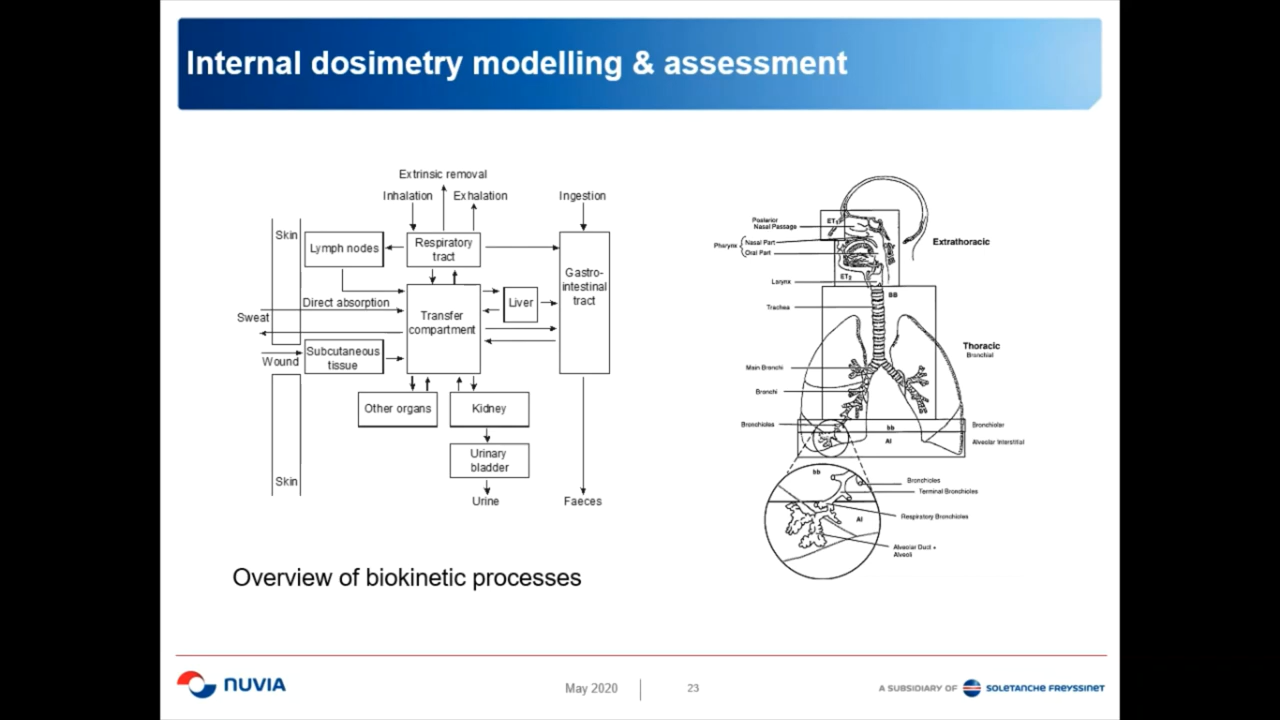 Internal dosimetry modelling & assessment
Extrinsic removal
Inhalation
Exhalation
Ingestion
Skin
Lymph nodes
Respiratory
tract
Gastro-
intestinal
tract
Direct absorption
Liver
Sweat
Transfer
compartment
Wound
Subcutaneous
tissue
Other organs
Kidney
Urinary
bladder
Skin
Urine
Faeces
Overview of biokinetic processes
Posterior
Nasal Passage
ET1
Pharynx
Nasal Part
Oral Part
Extrathoracic
ET2
Larynx
BB
Trachea
Thoracic
Bronchial
Main Bronchi
Bronchi
Bronchioles
bb
Bronchiolar
AI
Alveolar Interstitial
bb
Bronchioles
Terminal Bronchioles
AI
Respiratory Bronchioles
Alveolar Duct +
Alveoli
NUVIA
May 2020
23
A SUBSIDIARY OF SOLETANCHE FREYSSINET